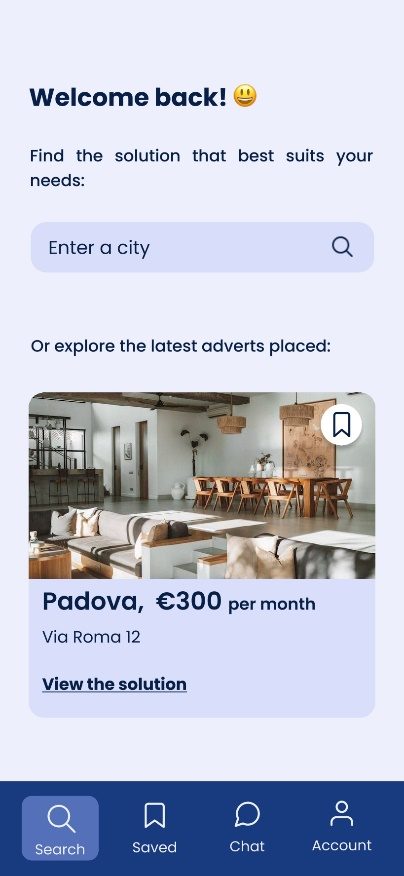 Welcome back! 😃
Find the solution that best suits your
needs:
Enter a city
Or explore the latest adverts placed:
Padova, €300 per month
Via Roma 12
View the solution
Search Saved Chat Account